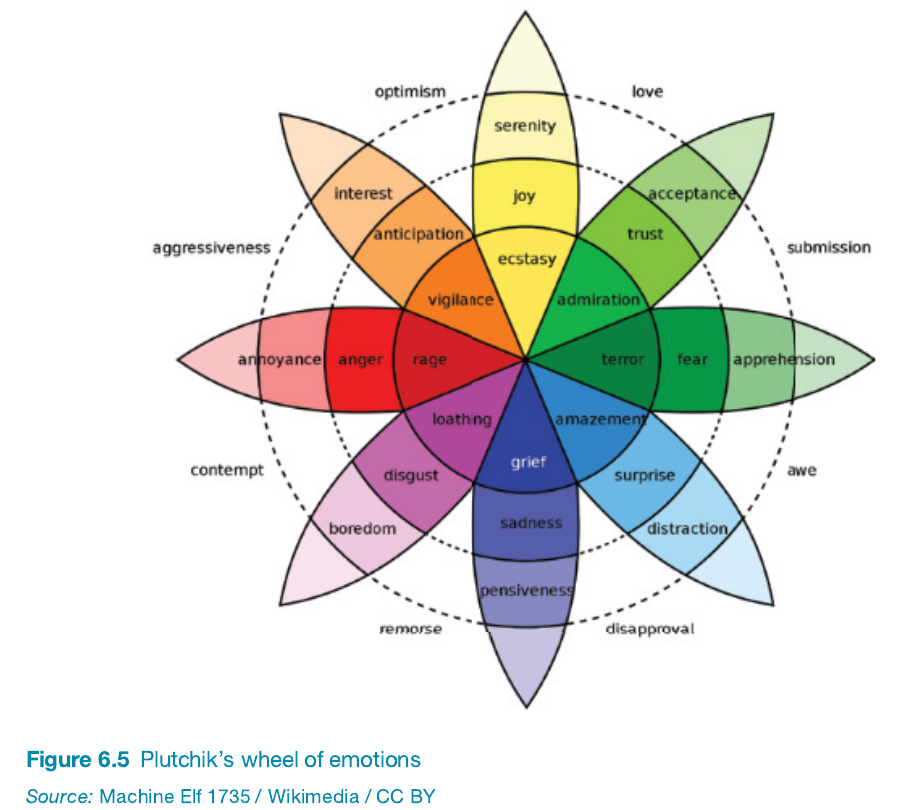 optimism
love
serenity
interest
acceptance
joy
anticipation
trust
aggressiveness
submission
ecstasy
vigilance
admiration
annoyance
anger
rage
terror
fear
apprehension
loathing
amazement
grief
contempt
disgust
surprise
awe
sadness
boredom
distraction
pensiveness
remorse
disapproval
Figure 6.5 Plutchik’s wheel of emotions
Source: Machine Elf 1735 / Wikimedia / CC BY